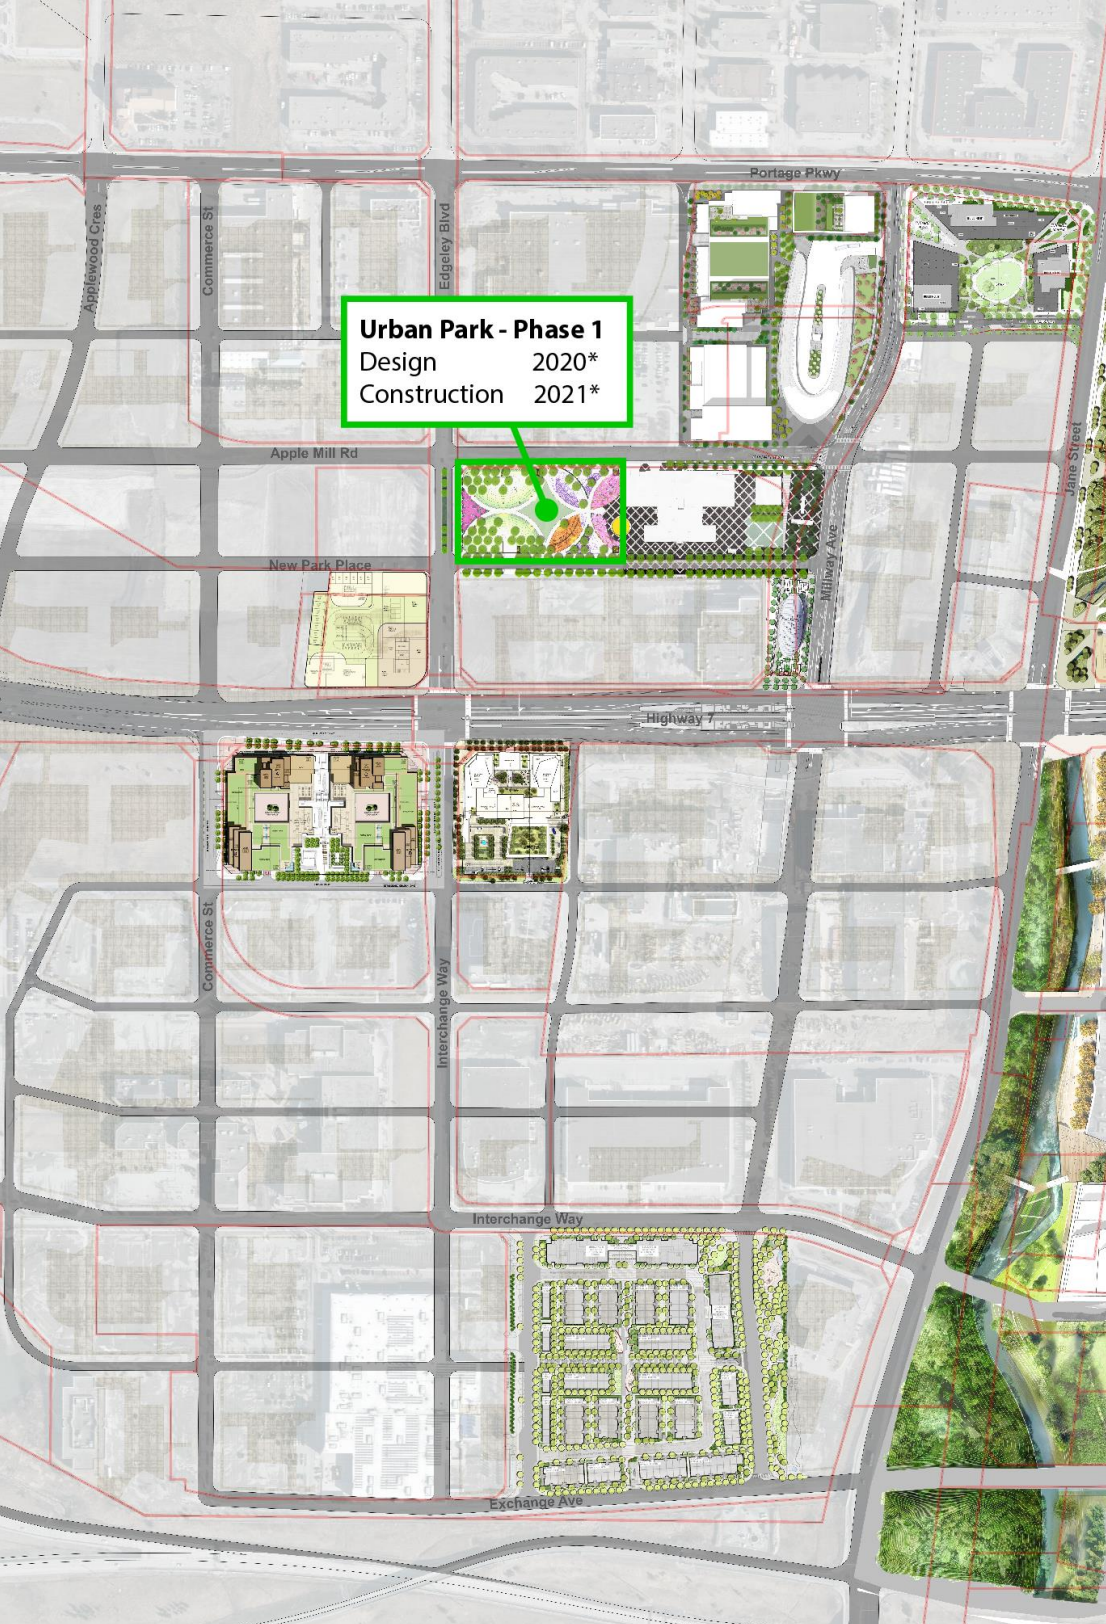 Portage Pkwy
Applewood Cres
Commerce St
Edgeley Blvd
Urban Park - Phase 1
Design 2020*
Construction 2021*
Apple Mill Rd
Jane Street
New Park Place
Millway Ave
Highway 7
Commerce St
Interchange Way
Interchange Way
Exchange Ave